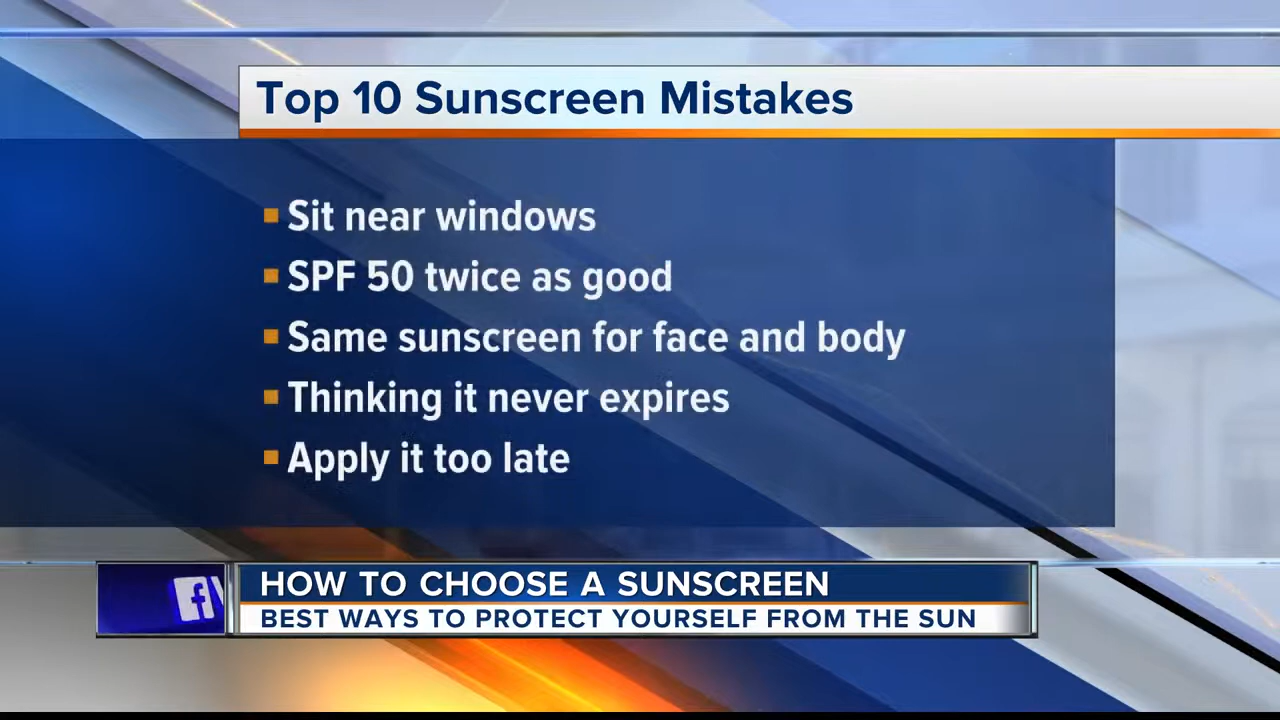 Top 10 Sunscreen Mistakes
Sit near windows
SPF 50 twice as good
Same sunscreen for face and body
Thinking it never expires
Apply it too late
HOW TO CHOOSE A SUNSCREEN
BEST WAYS TO PROTECT YOURSELF FROM THE SUN